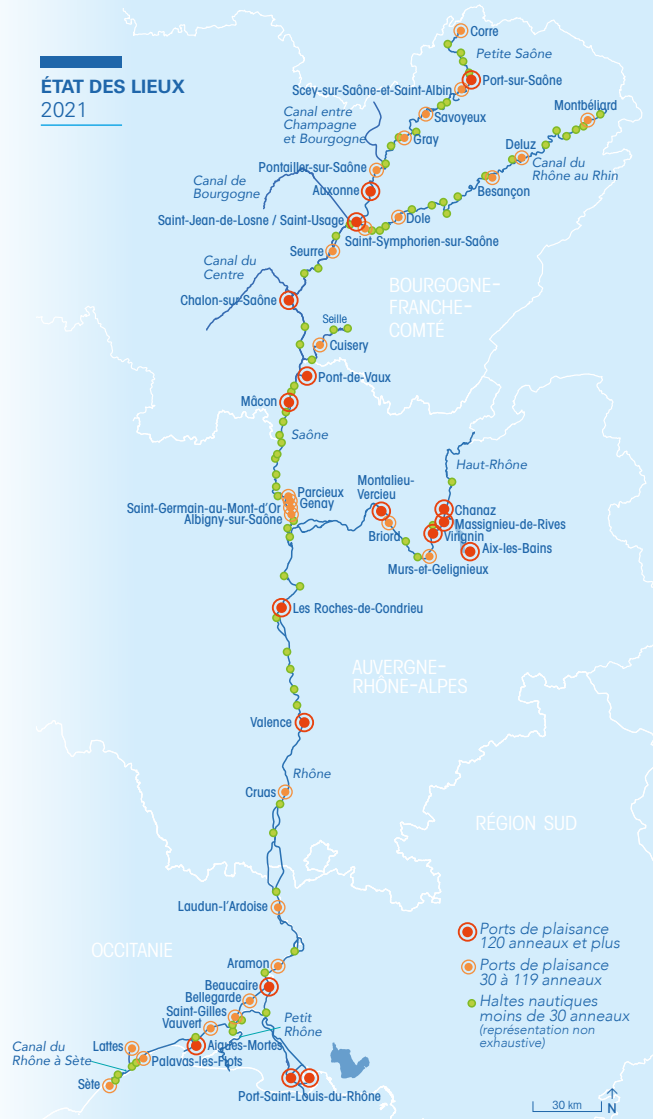 ÉTAT DES LIEUX
2021
Corre
Petite Saône
Port-sur-Saône
Scey-sur-Saône-et-Saint-Albin
Montbéliard
Canal entre
Champagne
et Bourgogne
Savoyeux
Gray
Deluz
Canal du
Rhône au Rhin
Pontailler-sur-Saône
Besançon
Canal de
Bourgogne
Auxonne
Saint-Jean-de-Losne / Saint-Usage
Dole
Saint-Symphorien-sur-Saône
Seurre
Canal du
Centre
BOURGOGNE-
FRANCHE-
COMTÉ
Chalon-sur-Saône
Seille
Cuisery
Pont-de-Vaux
Mâcon
Saône
Haut-Rhône
Montalieu-
Vercieu
Parcieux
Genay
Saint-Germain-au-Mont-d'Or
Albigny-sur-Saône
Chanaz
Massignieu-de-Rives
Virignin
Briord
Aix-les-Bains
Murs-et-Gelignieux
Les Roches-de-Condrieu
AUVERGNE-
RHÔNE-ALPES
Valence
Rhône
Cruas
RÉGION SUD
Laudun-l'Ardoise
OCCITANIE
Aramon
Beaucaire
Bellegarde
Saint-Gilles
Vauvert
Petit
Rhône
Aigues-Mortes
Lattes
Canal du
Rhône à Sète
Palavas-les-Flots
Sète
Port-Saint-Louis-du-Rhône
Ports de plaisance
120 anneaux et plus
Ports de plaisance
30 à 119 anneaux
Haltes nautiques
moins de 30 anneaux
(représentation non
exhaustive)
30 km
N